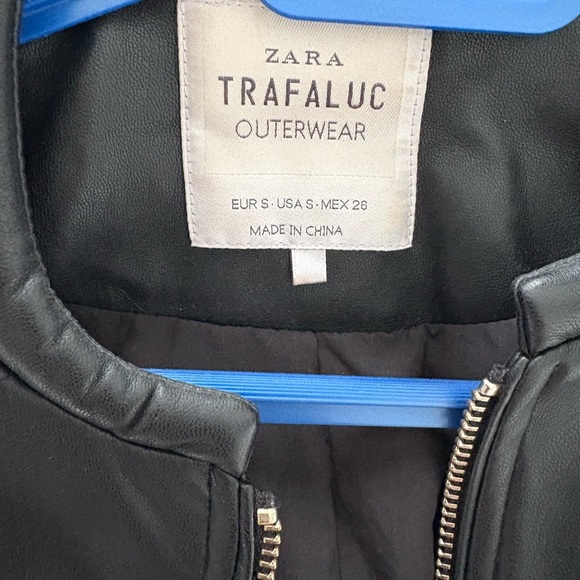 ZARA
TRAFALUC
OUTERWEAR
EUR S · USA S · MEX 26
MADE IN CHINA